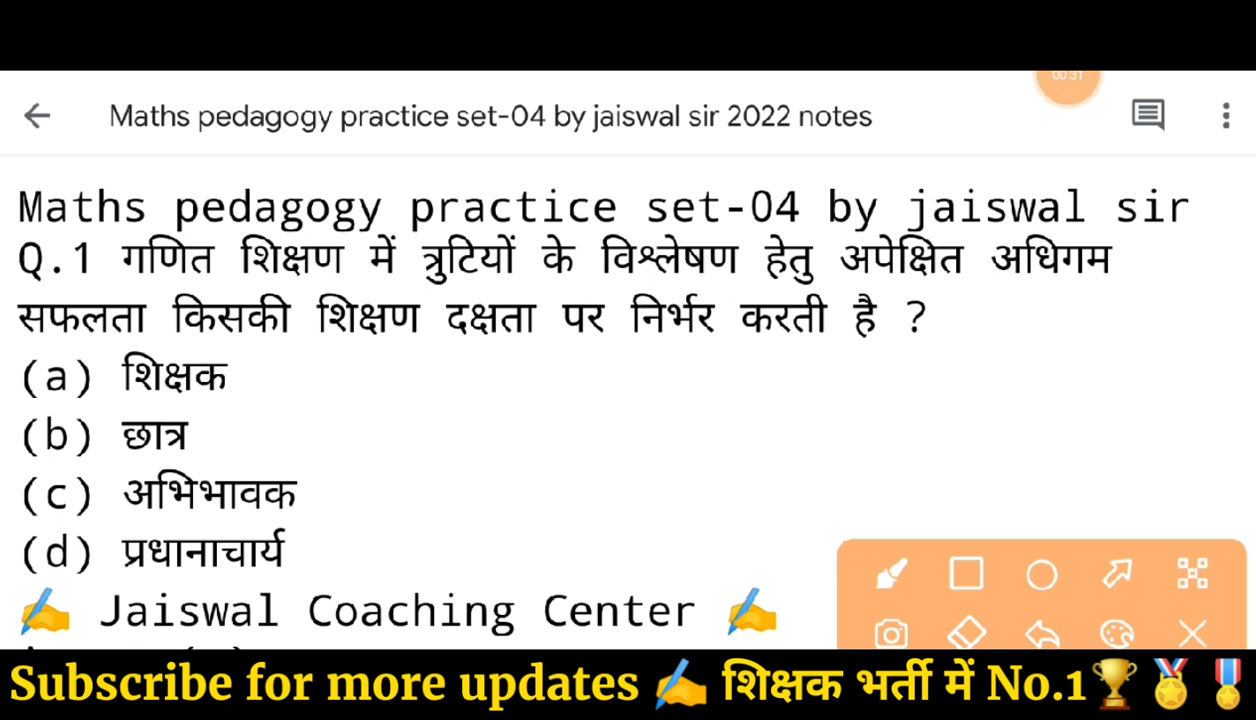 00:31
Maths pedagogy practice set-04 by jaiswal sir 2022 notes
Maths pedagogy practice set-04 by jaiswal sir
Q.1 गणित शिक्षण में त्रुटियों के विश्लेषण हेतु अपेक्षित अधिगम
सफलता किसकी शिक्षण दक्षता पर निर्भर करती है ?
(a) शिक्षक
(b) छात्र
(c) अभिभावक
(d) प्रधानाचार्य
✍️ Jaiswal Coaching Center ✍️
Subscribe for more updates ✍️ शिक्षक भर्ती में No.1🏆🏅🎖️